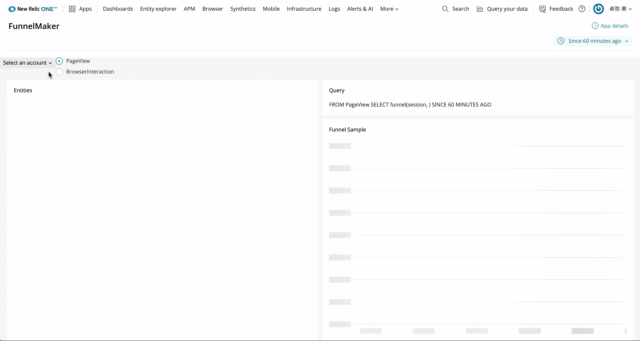 New Relic ONE™ Apps Dashboards Entity explorer APM Browser Synthetics Mobile Infrastructure Logs Alerts & AI More Search Query your data Feedback 卓弥 東
FunnelMaker
App details
Since 60 minutes ago
Select an account
PageView
BrowserInteraction
Entities
Query
FROM PageView SELECT funnel(session, ) SINCE 60 MINUTES AGO
Funnel Sample